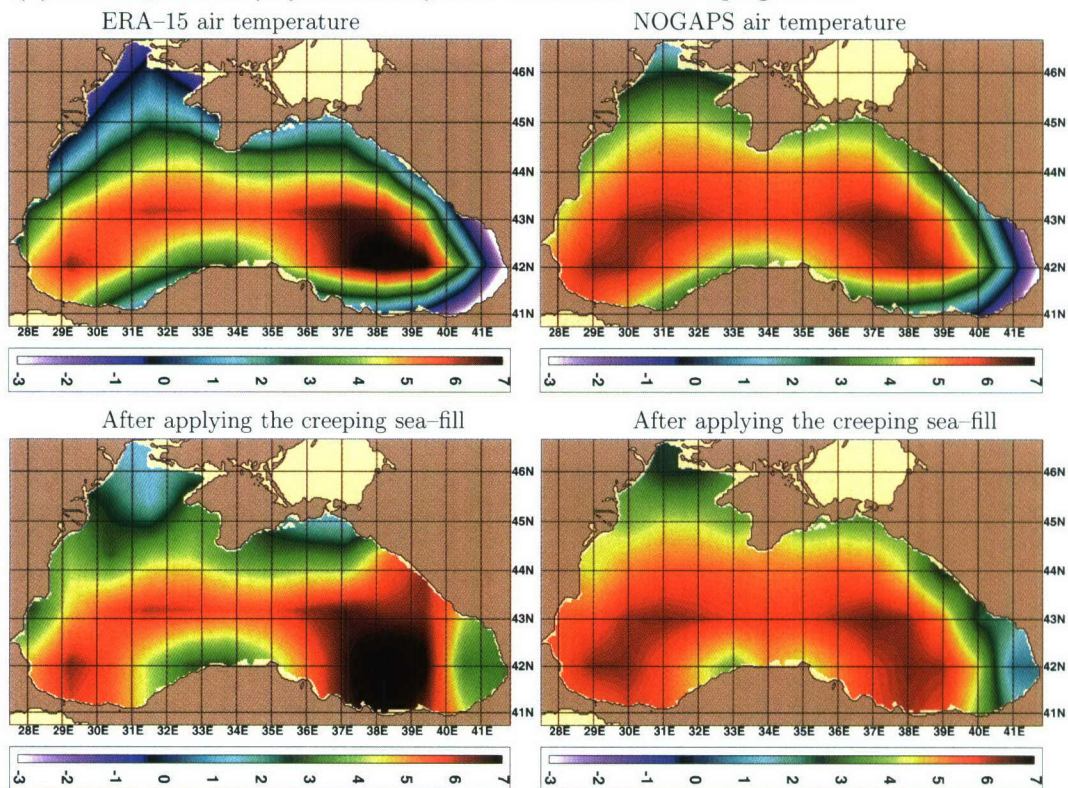 ERA–15 air temperature NOGAPS air temperature
46N 46N
45N 45N
44N 44N
43N 43N
42N 42N
41N 41N
28E 29E 30E 31E 32E 33E 34E 35E 36E 37E 38E 39E 40E 41E 28E 29E 30E 31E 32E 33E 34E 35E 36E 37E 38E 39E 40E 41E
-3 -2 -1 0 1 2 3 4 5 6 7 -3 -2 -1 0 1 2 3 4 5 6 7
After applying the creeping sea–fill After applying the creeping sea–fill
46N 46N
45N 45N
44N 44N
43N 43N
42N 42N
41N 41N
28E 29E 30E 31E 32E 33E 34E 35E 36E 37E 38E 39E 40E 41E 28E 29E 30E 31E 32E 33E 34E 35E 36E 37E 38E 39E 40E 41E
-3 -2 -1 0 1 2 3 4 5 6 7 -3 -2 -1 0 1 2 3 4 5 6 7